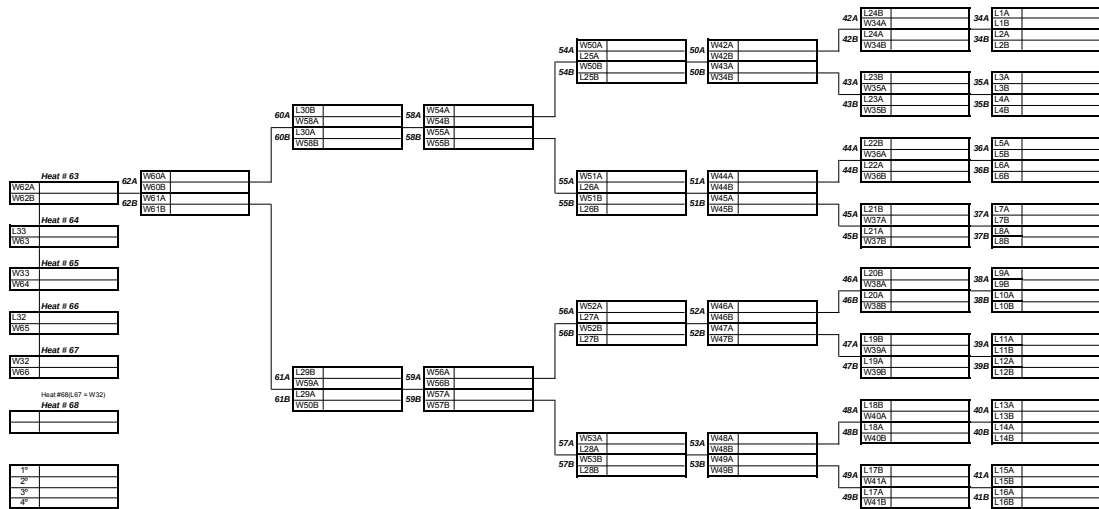 Heat # 63
W62A
W62B
Heat # 64
L33
W63
Heat # 65
W33
W64
Heat # 66
L32
W65
Heat # 67
W32
W66
Heat #68(L67 = W32)
Heat # 68
1º
2º
3º
4º
62A W60A
W60B
62B W61A
W61B
60A L30B
W58A
60B L30A
W58B
61A L29B
W59A
61B L29A
W50B
58A W54A
W54B
58B W55A
W55B
59A W56A
W56B
59B W57A
W57B
54A W50A
L25A
54B W50B
L25B
55A W51A
L26A
55B W51B
L26B
56A W52A
L27A
56B W52B
L27B
57A W53A
L28A
57B W53B
L28B
50A W42A
W42B
50B W43A
W34B
51A W44A
W44B
51B W45A
W45B
52A W46A
W46B
52B W47A
W47B
53A W48A
W48B
53B W49A
W49B
42A L24B
W34A
42B L24A
W34B
43A L23B
W35A
43B L23A
W35B
44A L22B
W36A
44B L22A
W36B
45A L21B
W37A
45B L21A
W37B
46A L20B
W38A
46B L20A
W38B
47A L19B
W39A
47B L19A
W39B
48A L18B
W40A
48B L18A
W40B
49A L17B
W41A
49B L17A
W41B
34A L1A
L1B
34B L2A
L2B
35A L3A
L3B
35B L4A
L4B
36A L5A
L5B
36B L6A
L6B
37A L7A
L7B
37B L8A
L8B
38A L9A
L9B
38B L10A
L10B
39A L11A
L11B
39B L12A
L12B
40A L13A
L13B
40B L14A
L14B
41A L15A
L15B
41B L16A
L16B